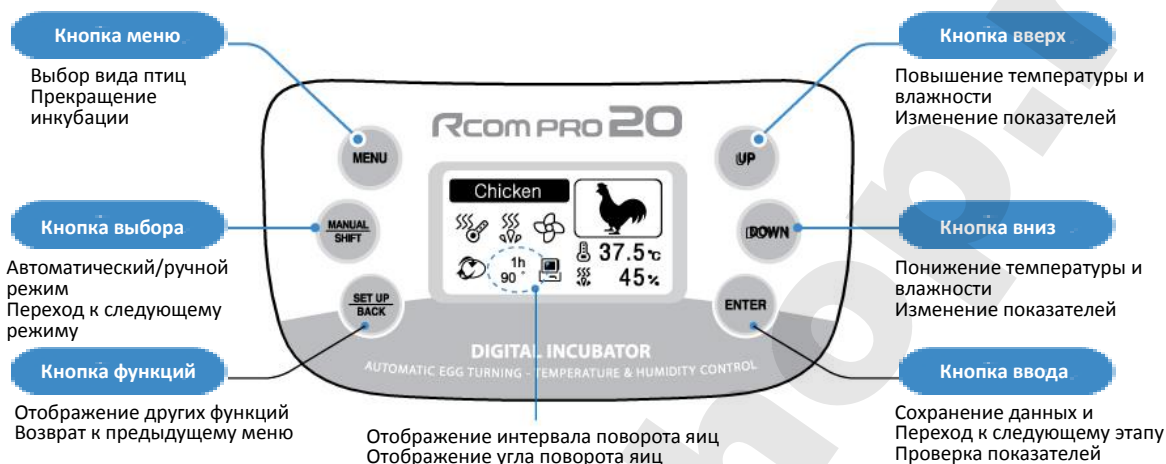 Кнопка меню
Выбор вида птиц
Прекращение
инкубации
Кнопка выбора
Автоматический/ручной
режим
Переход к следующему
режиму
Кнопка функций
Отображение других функций
Возврат к предыдущему меню
Rcom PRO 20
MENU
MANUAL
SHIFT
SET UP
BACK
Chicken
1h
90°
37.5℃
45%
UP
DOWN
ENTER
DIGITAL INCUBATOR
AUTOMATIC EGG TURNING - TEMPERATURE & HUMIDITY CONTROL
Отображение интервала поворота яиц
Отображение угла поворота яиц
Кнопка вверх
Повышение температуры и
влажности
Изменение показателей
Кнопка вниз
Понижение температуры и
влажности
Изменение показателей
Кнопка ввода
Сохранение данных и
Переход к следующему этапу
Проверка показателей